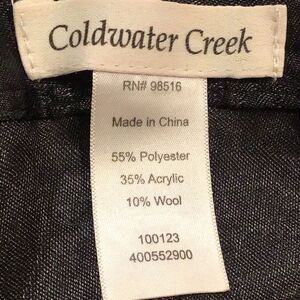 Coldwater Creek
RN# 98516
Made in China
55% Polyester
35% Acrylic
10% Wool
100123
400552900